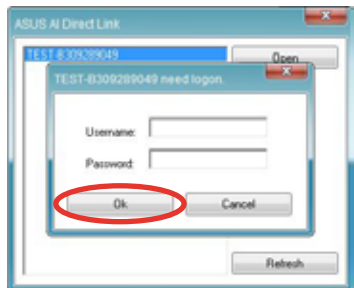 ASUS AI Direct Link
TEST-B309289049
Open
TEST-B309289049 need logon.
Username:
Password:
Ok
Cancel
Refresh